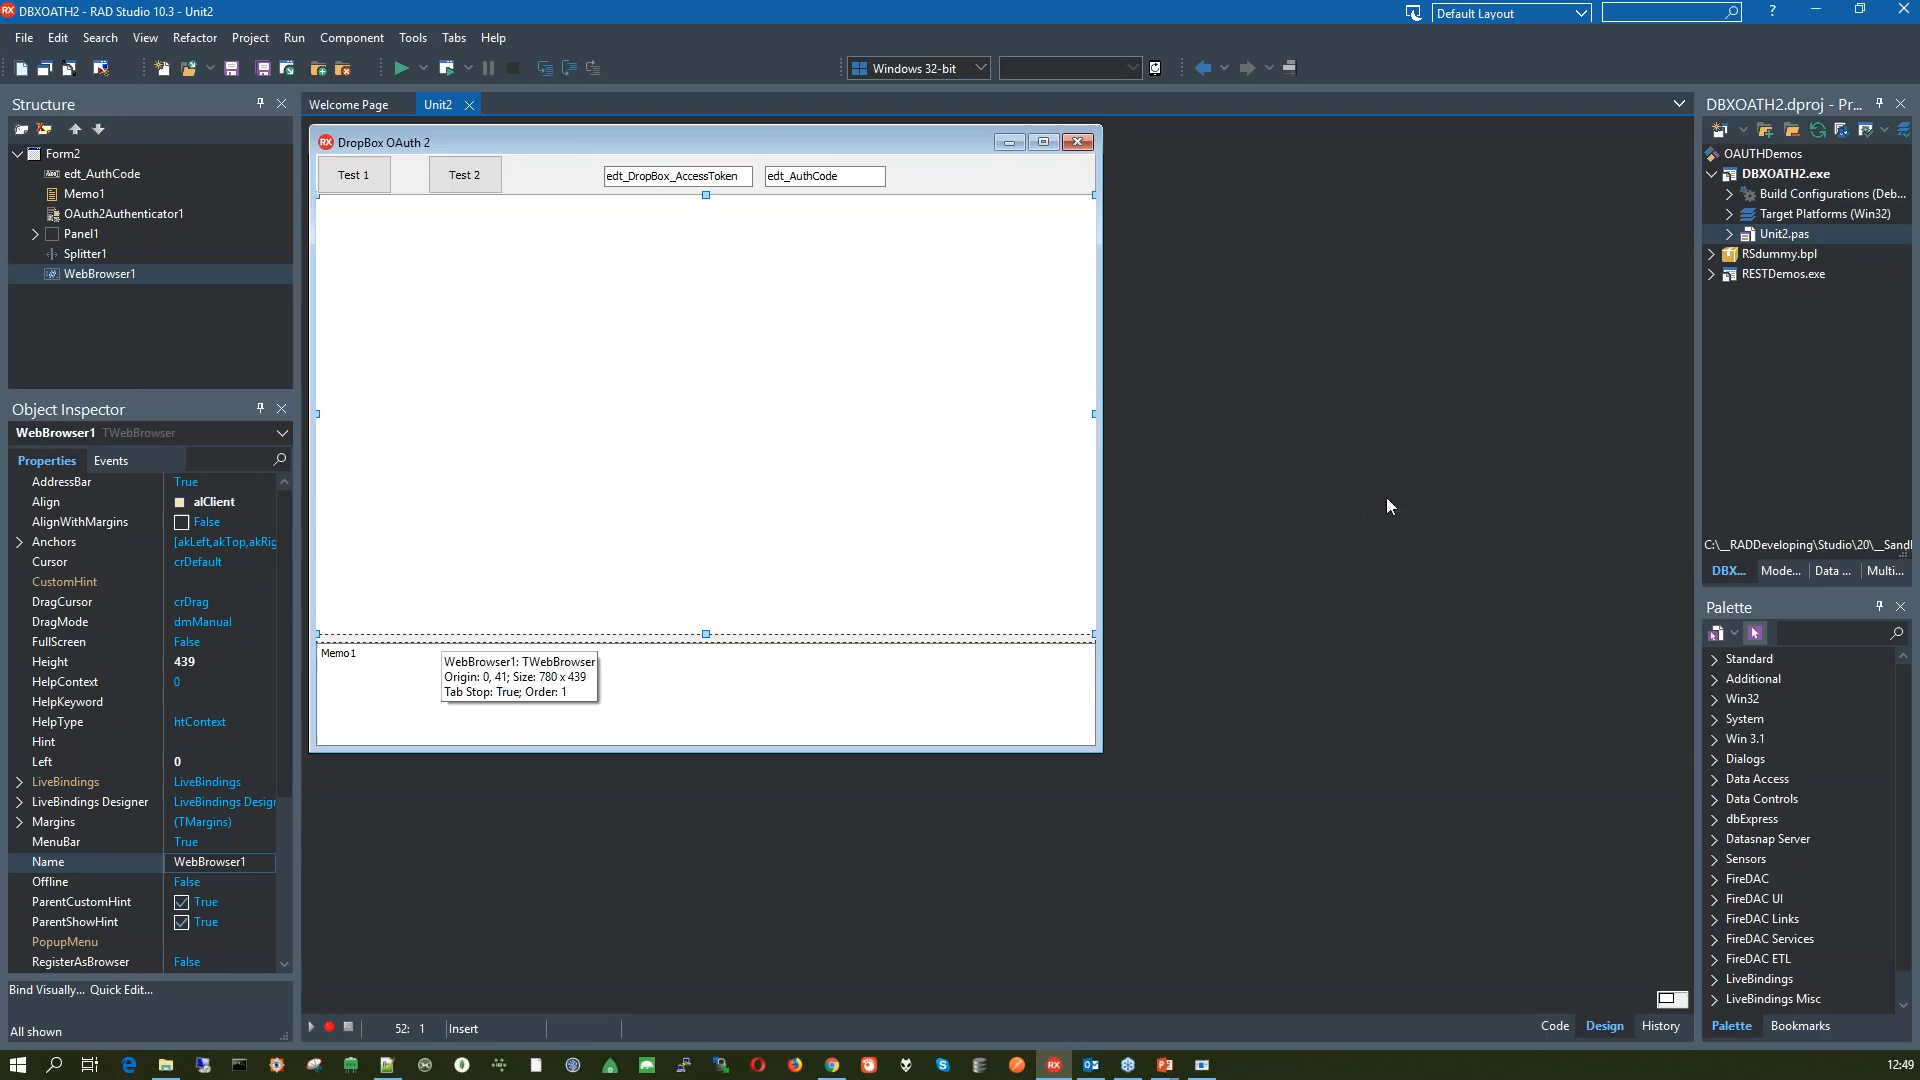 DBXOATH2 - RAD Studio 10.3 - Unit2
Default Layout
File Edit Search View Refactor Project Run Component Tools Tabs Help
Windows 32-bit
Structure
Form2
edt_AuthCode
Memo1
OAuth2Authenticator1
Panel1
Splitter1
WebBrowser1
Object Inspector
WebBrowser1 TWebBrowser
Properties Events
AddressBar True
Align alClient
AlignWithMargins False
Anchors [akLeft,akTop,akRig
Cursor crDefault
CustomHint
DragCursor crDrag
DragMode dmManual
FullScreen False
Height 439
HelpContext 0
HelpKeyword
HelpType htContext
Hint
Left 0
LiveBindings LiveBindings
LiveBindings Designer LiveBindings Design
Margins (TMargins)
MenuBar True
Name WebBrowser1
Offline False
ParentCustomHint True
ParentShowHint True
PopupMenu
RegisterAsBrowser False
Bind Visually... Quick Edit...
All shown
Welcome Page Unit2
DropBox OAuth 2
Test 1 Test 2 edt_DropBox_AccessToken edt_AuthCode
Memo1
WebBrowser1: TWebBrowser
Origin: 0, 41; Size: 780 x 439
Tab Stop: True; Order: 1
52: 1 Insert
Code Design History
DBXOATH2.dproj - Pr...
OAUTHDemos
DBXOATH2.exe
Build Configurations (Deb...
Target Platforms (Win32)
Unit2.pas
RSdummy.bpl
RESTDemos.exe
C:\__RADDeveloping\Studio\20\__Sandl
DBX... Mode... Data ... Multi...
Palette
Standard
Additional
Win32
System
Win 3.1
Dialogs
Data Access
Data Controls
dbExpress
Datasnap Server
Sensors
FireDAC
FireDAC UI
FireDAC Links
FireDAC Services
FireDAC ETL
LiveBindings
LiveBindings Misc
Palette Bookmarks
12:49